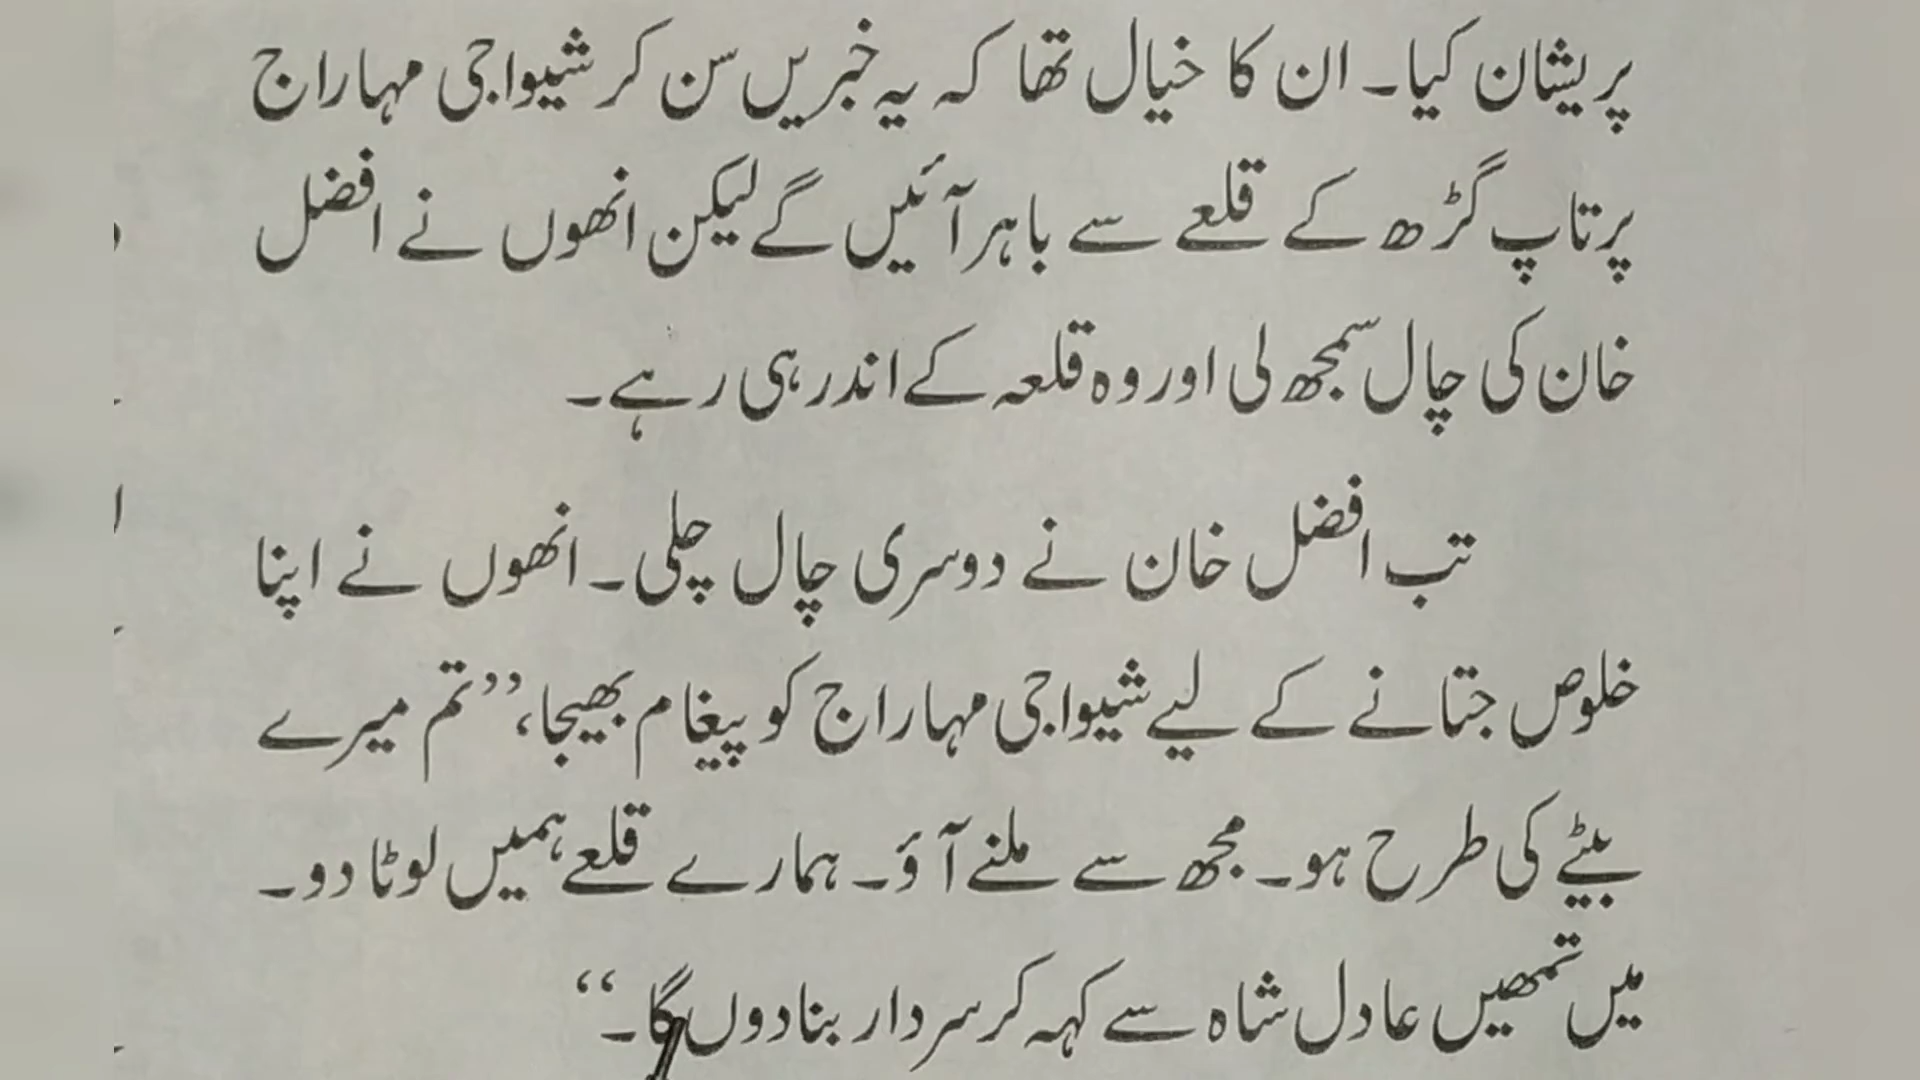 پریشان کیا۔ ان کا خیال تھا کہ یہ خبریں سن کر شیواجی مہاراج
پرتاپ گڑھ کے قلعے سے باہر آئیں گے لیکن انھوں نے افضل
خان کی چال سمجھ لی اور وہ قلعہ کے اندر ہی رہے۔
تب افضل خان نے دوسری چال چلی۔ انھوں نے اپنا
خلوص جتانے کے لیے شیواجی مہاراج کو پیغام بھیجا، ’’تم میرے
بیٹے کی طرح ہو۔ مجھ سے ملنے آؤ۔ ہمارے قلعے ہمیں لوٹا دو۔
میں تمھیں عادل شاہ سے کہہ کر سردار بنادوں گا۔‘‘